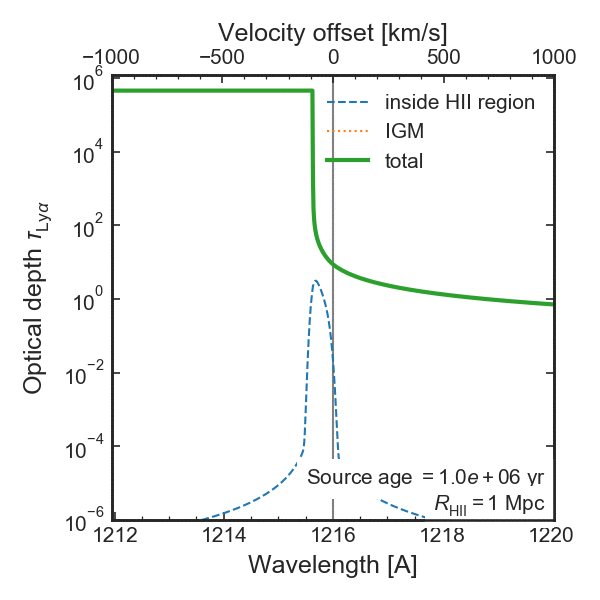 Velocity offset [km/s]
−1000 −500 0 500 1000
10^6
inside HII region
IGM
10^4
total
10^2
Optical depth τ_Lyα
10^0
10^−2
10^−4
Source age = 1.0e + 06 yr
R_HII = 1 Mpc
10^−6
1212 1214 1216 1218 1220
Wavelength [A]